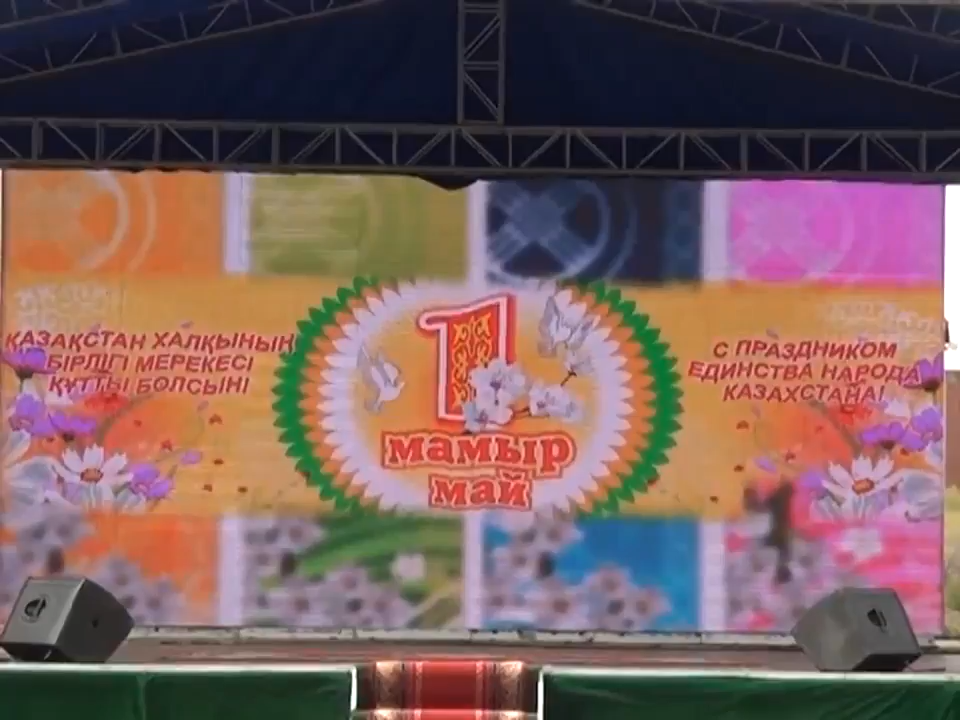 ҚАЗАҚСТАН ХАЛҚЫНЫҢ
БІРЛІГІ МЕРЕКЕСІ
ҚҰТТЫ БОЛСЫН!
1
мамыр
май
С ПРАЗДНИКОМ
ЕДИНСТВА НАРОДА
КАЗАХСТАНА!